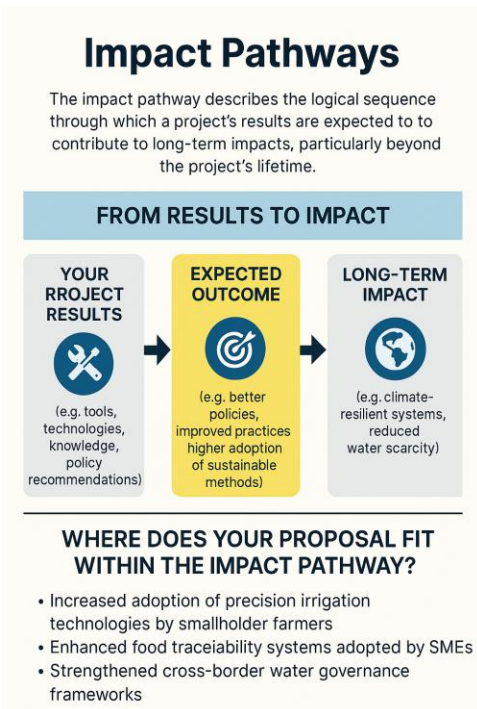 Impact Pathways
The impact pathway describes the logical sequence
through which a project's results are expected to to
contribute to long-term impacts, particularly beyond
the project's lifetime.
FROM RESULTS TO IMPACT
YOUR
RROJECT
RESULTS
(e.g. tools,
technologies,
knowledge,
policy
recommendations)
EXPECTED
OUTCOME
(e.g. better
policies,
improved practices
higher adoption
of sustainable
methods)
LONG-TERM
IMPACT
(e.g. climate-
resilient systems,
reduced
water scarcity)
WHERE DOES YOUR PROPOSAL FIT
WITHIN THE IMPACT PATHWAY?
• Increased adoption of precision irrigation
technologies by smallholder farmers
• Enhanced food traceiability systems adopted by SMEs
• Strengthened cross-border water governance
frameworks